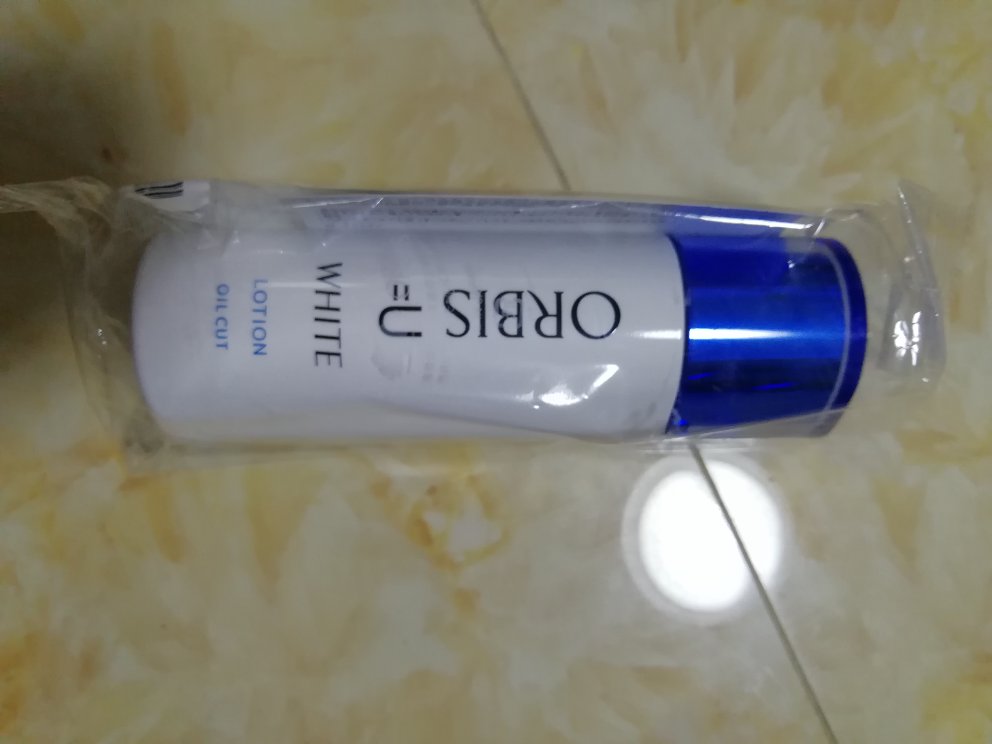 ORBIS
=U
WHITE
LOTION
OIL CUT